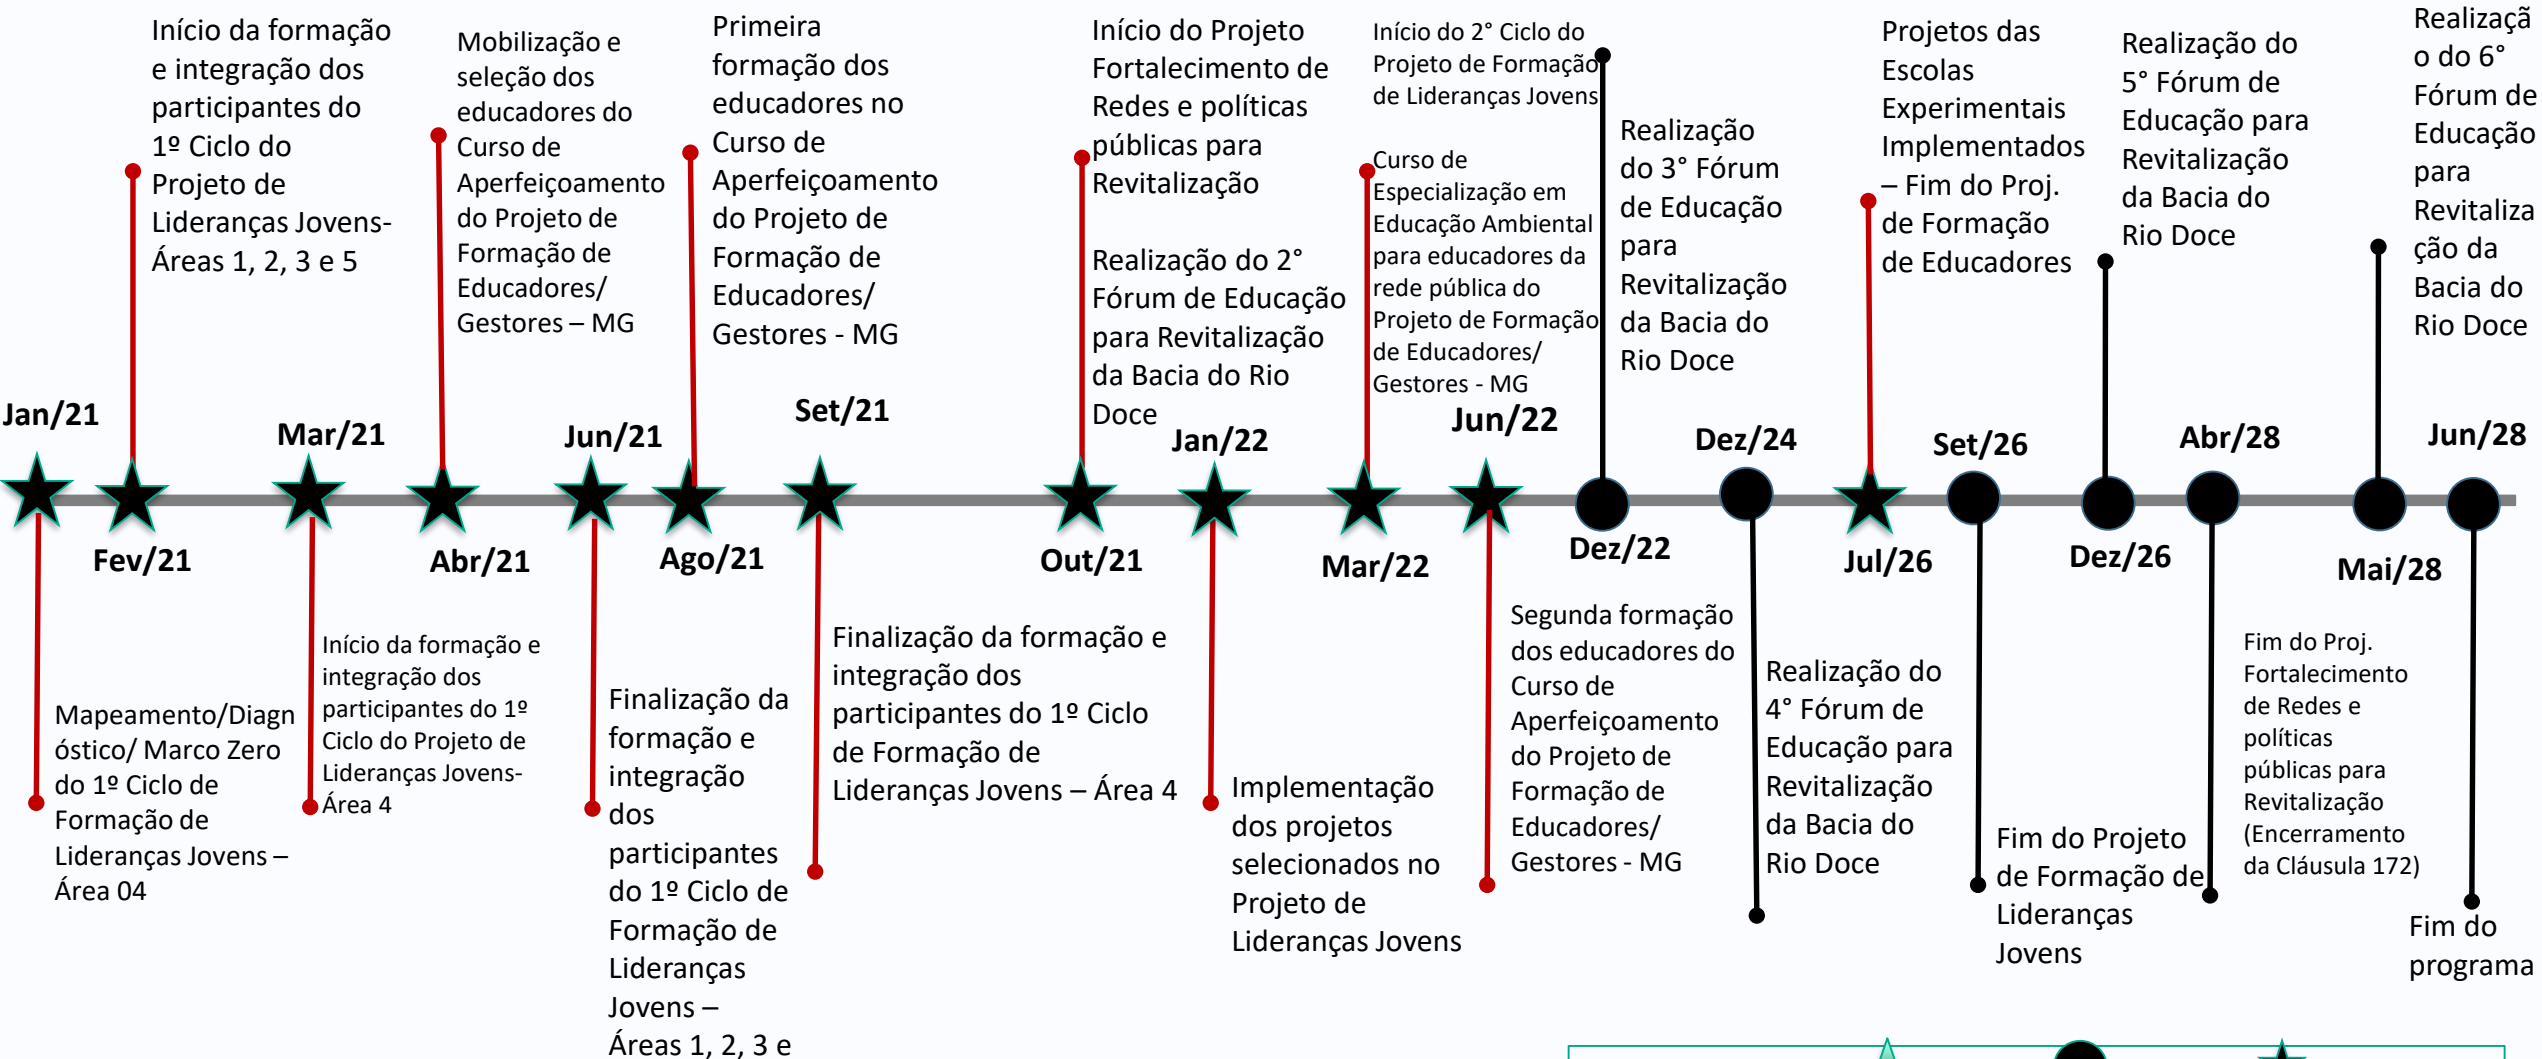 Início da formação
e integração dos
participantes do
1º Ciclo do
Projeto de
Lideranças Jovens-
Áreas 1, 2, 3 e 5
Mobilização e
seleção dos
educadores do
Curso de
Aperfeiçoamento
do Projeto de
Formação de
Educadores/
Gestores – MG
Primeira
formação dos
educadores no
Curso de
Aperfeiçoamento
do Projeto de
Formação de
Educadores/
Gestores - MG
Início do Projeto
Fortalecimento de
Redes e políticas
públicas para
Revitalização
Realização do 2°
Fórum de Educação
para Revitalização
da Bacia do Rio
Doce
Início do 2° Ciclo do
Projeto de Formação
de Lideranças Jovens
Curso de
Especialização em
Educação Ambiental
para educadores da
rede pública do
Projeto de Formação
de Educadores/
Gestores - MG
Realização
do 3° Fórum
de Educação
para
Revitalização
da Bacia do
Rio Doce
Projetos das
Escolas
Experimentais
Implementados
– Fim do Proj.
de Formação
de Educadores
Realização do
5° Fórum de
Educação para
Revitalização
da Bacia do
Rio Doce
Realizaçã
o do 6°
Fórum de
Educação
para
Revitaliza
ção da
Bacia do
Rio Doce
Jan/21
Mar/21
Jun/21
Set/21
Jan/22
Jun/22
Dez/24
Set/26
Abr/28
Jun/28
Fev/21
Abr/21
Ago/21
Out/21
Mar/22
Dez/22
Jul/26
Dez/26
Mai/28
Mapeamento/Diagn
óstico/ Marco Zero
do 1º Ciclo de
Formação de
Lideranças Jovens –
Área 04
Início da formação e
integração dos
participantes do 1º
Ciclo do Projeto de
Lideranças Jovens-
Área 4
Finalização da
formação e
integração
dos
participantes
do 1º Ciclo de
Formação de
Lideranças
Jovens –
Áreas 1, 2, 3 e
Finalização da formação e
integração dos
participantes do 1º Ciclo
de Formação de
Lideranças Jovens – Área 4
Implementação
dos projetos
selecionados no
Projeto de
Lideranças Jovens
Segunda formação
dos educadores do
Curso de
Aperfeiçoamento
do Projeto de
Formação de
Educadores/
Gestores - MG
Realização do
4° Fórum de
Educação para
Revitalização
da Bacia do
Rio Doce
Fim do Projeto
de Formação de
Lideranças
Jovens
Fim do Proj.
Fortalecimento
de Redes e
políticas
públicas para
Revitalização
(Encerramento
da Cláusula 172)
Fim do
programa